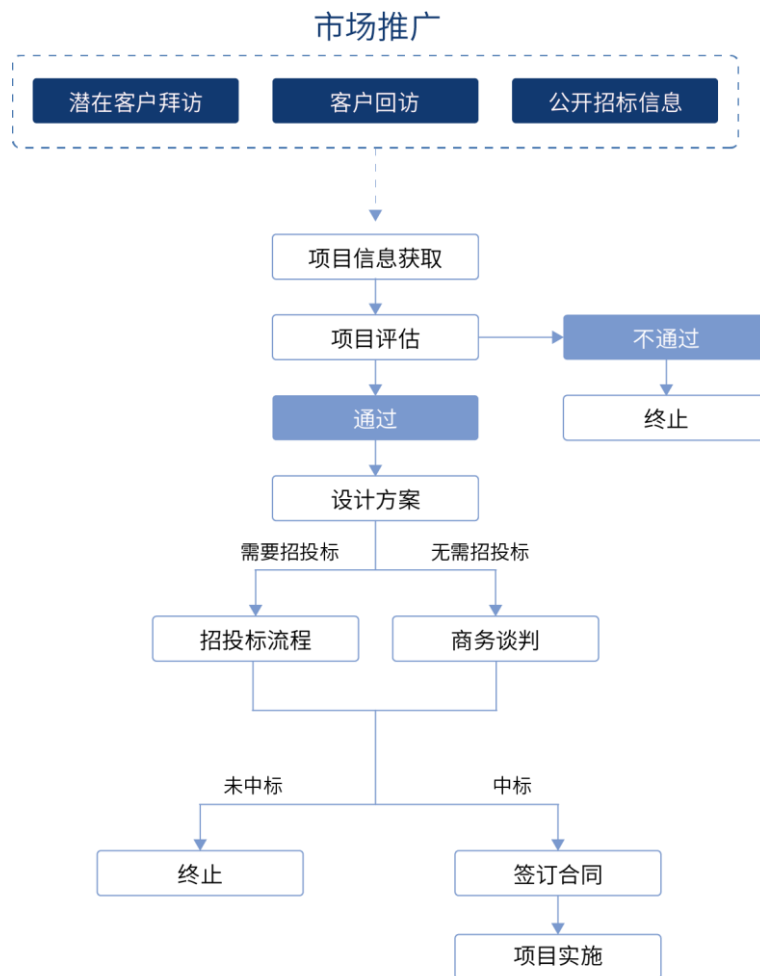 市场推广
潜在客户拜访
客户回访
公开招标信息
项目信息获取
项目评估
不通过
通过
终止
设计方案
需要招投标
无需招投标
招投标流程
商务谈判
未中标
中标
终止
签订合同
项目实施